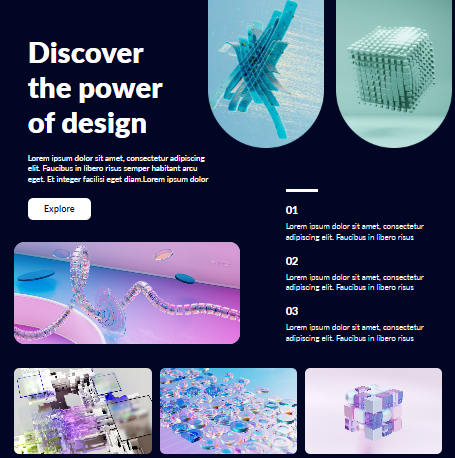 Discover
the power
of design
Lorem ipsum dolor sit amet, consectetur adipiscing
elit. Faucibus in libero risus semper habitant arcu
eget. Et integer facilisi eget diam.Lorem ipsum dolor
Explore
01
Lorem ipsum dolor sit amet, consectetur
adipiscing elit. Faucibus in libero risus
02
Lorem ipsum dolor sit amet, consectetur
adipiscing elit. Faucibus in libero risus
03
Lorem ipsum dolor sit amet, consectetur
adipiscing elit. Faucibus in libero risus